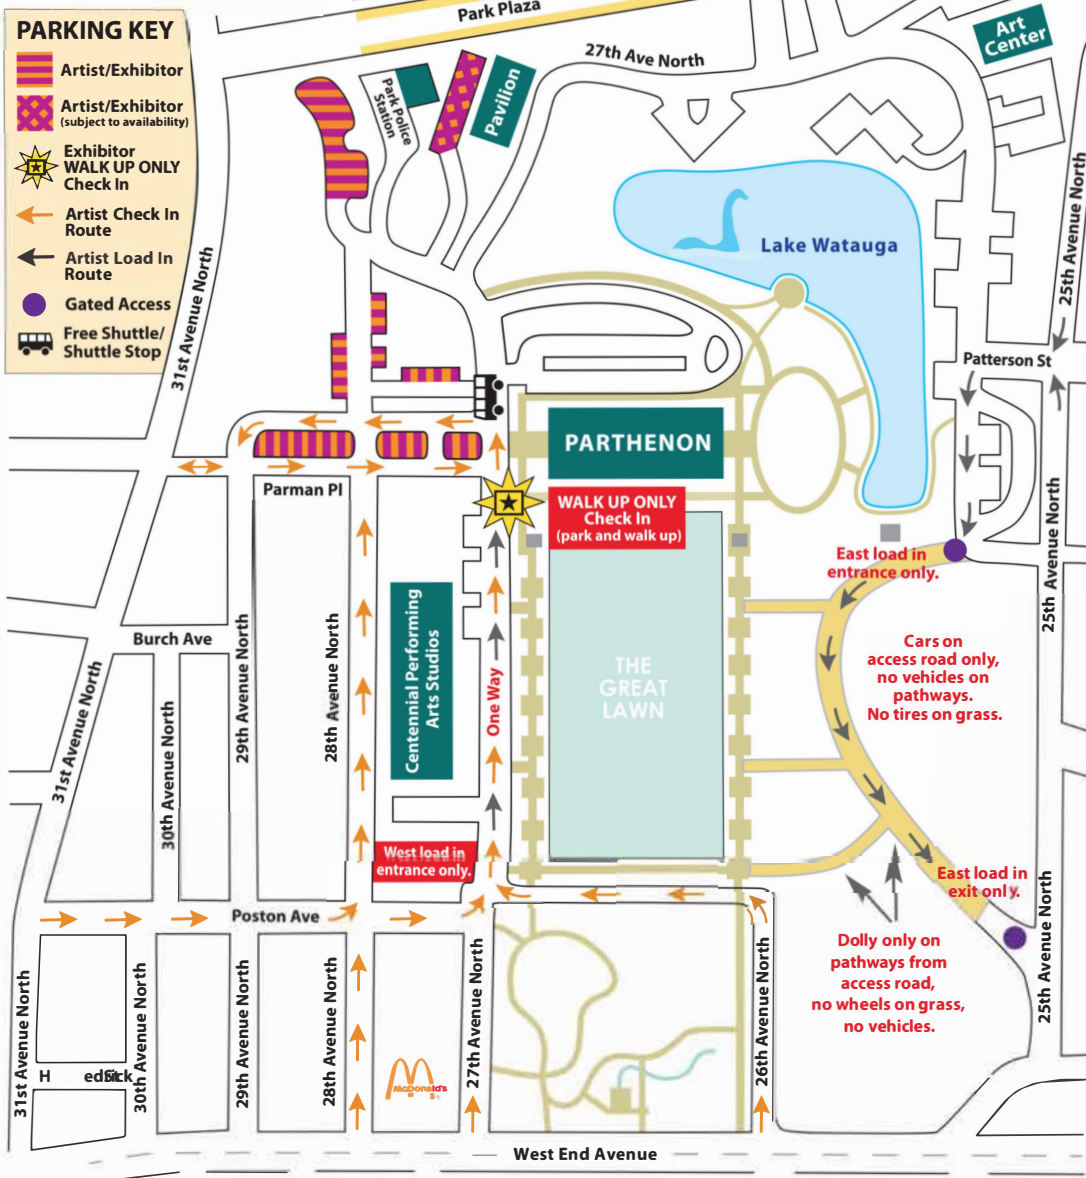 PARKING KEY
Artist/Exhibitor
Artist/Exhibitor
(subject to availability)
Exhibitor
WALK UP ONLY
Check In
Artist Check In
Route
Artist Load In
Route
Gated Access
Free Shuttle/
Shuttle Stop
Park Plaza
27th Ave North
Art
Center
Park Police
Station
Pavilion
31st Avenue North
25th Avenue North
Lake Watauga
Patterson St
PARTHENON
Parman Pl
WALK UP ONLY
Check In
(park and walk up)
25th Avenue North
East load in
entrance only.
Burch Ave
Centennial Performing
Arts Studios
One Way
THE
GREAT
LAWN
Cars on
access road only,
no vehicles on
pathways.
No tires on grass.
31st Avenue North
30th Avenue North
29th Avenue North
28th Avenue North
West load in
entrance only.
East load in
exit only.
Poston Ave
Dolly only on
pathways from
access road,
no wheels on grass,
no vehicles.
31st Avenue North
30th Avenue North
29th Avenue North
28th Avenue North
27th Avenue North
26th Avenue North
25th Avenue North
McDonald's
West End Avenue